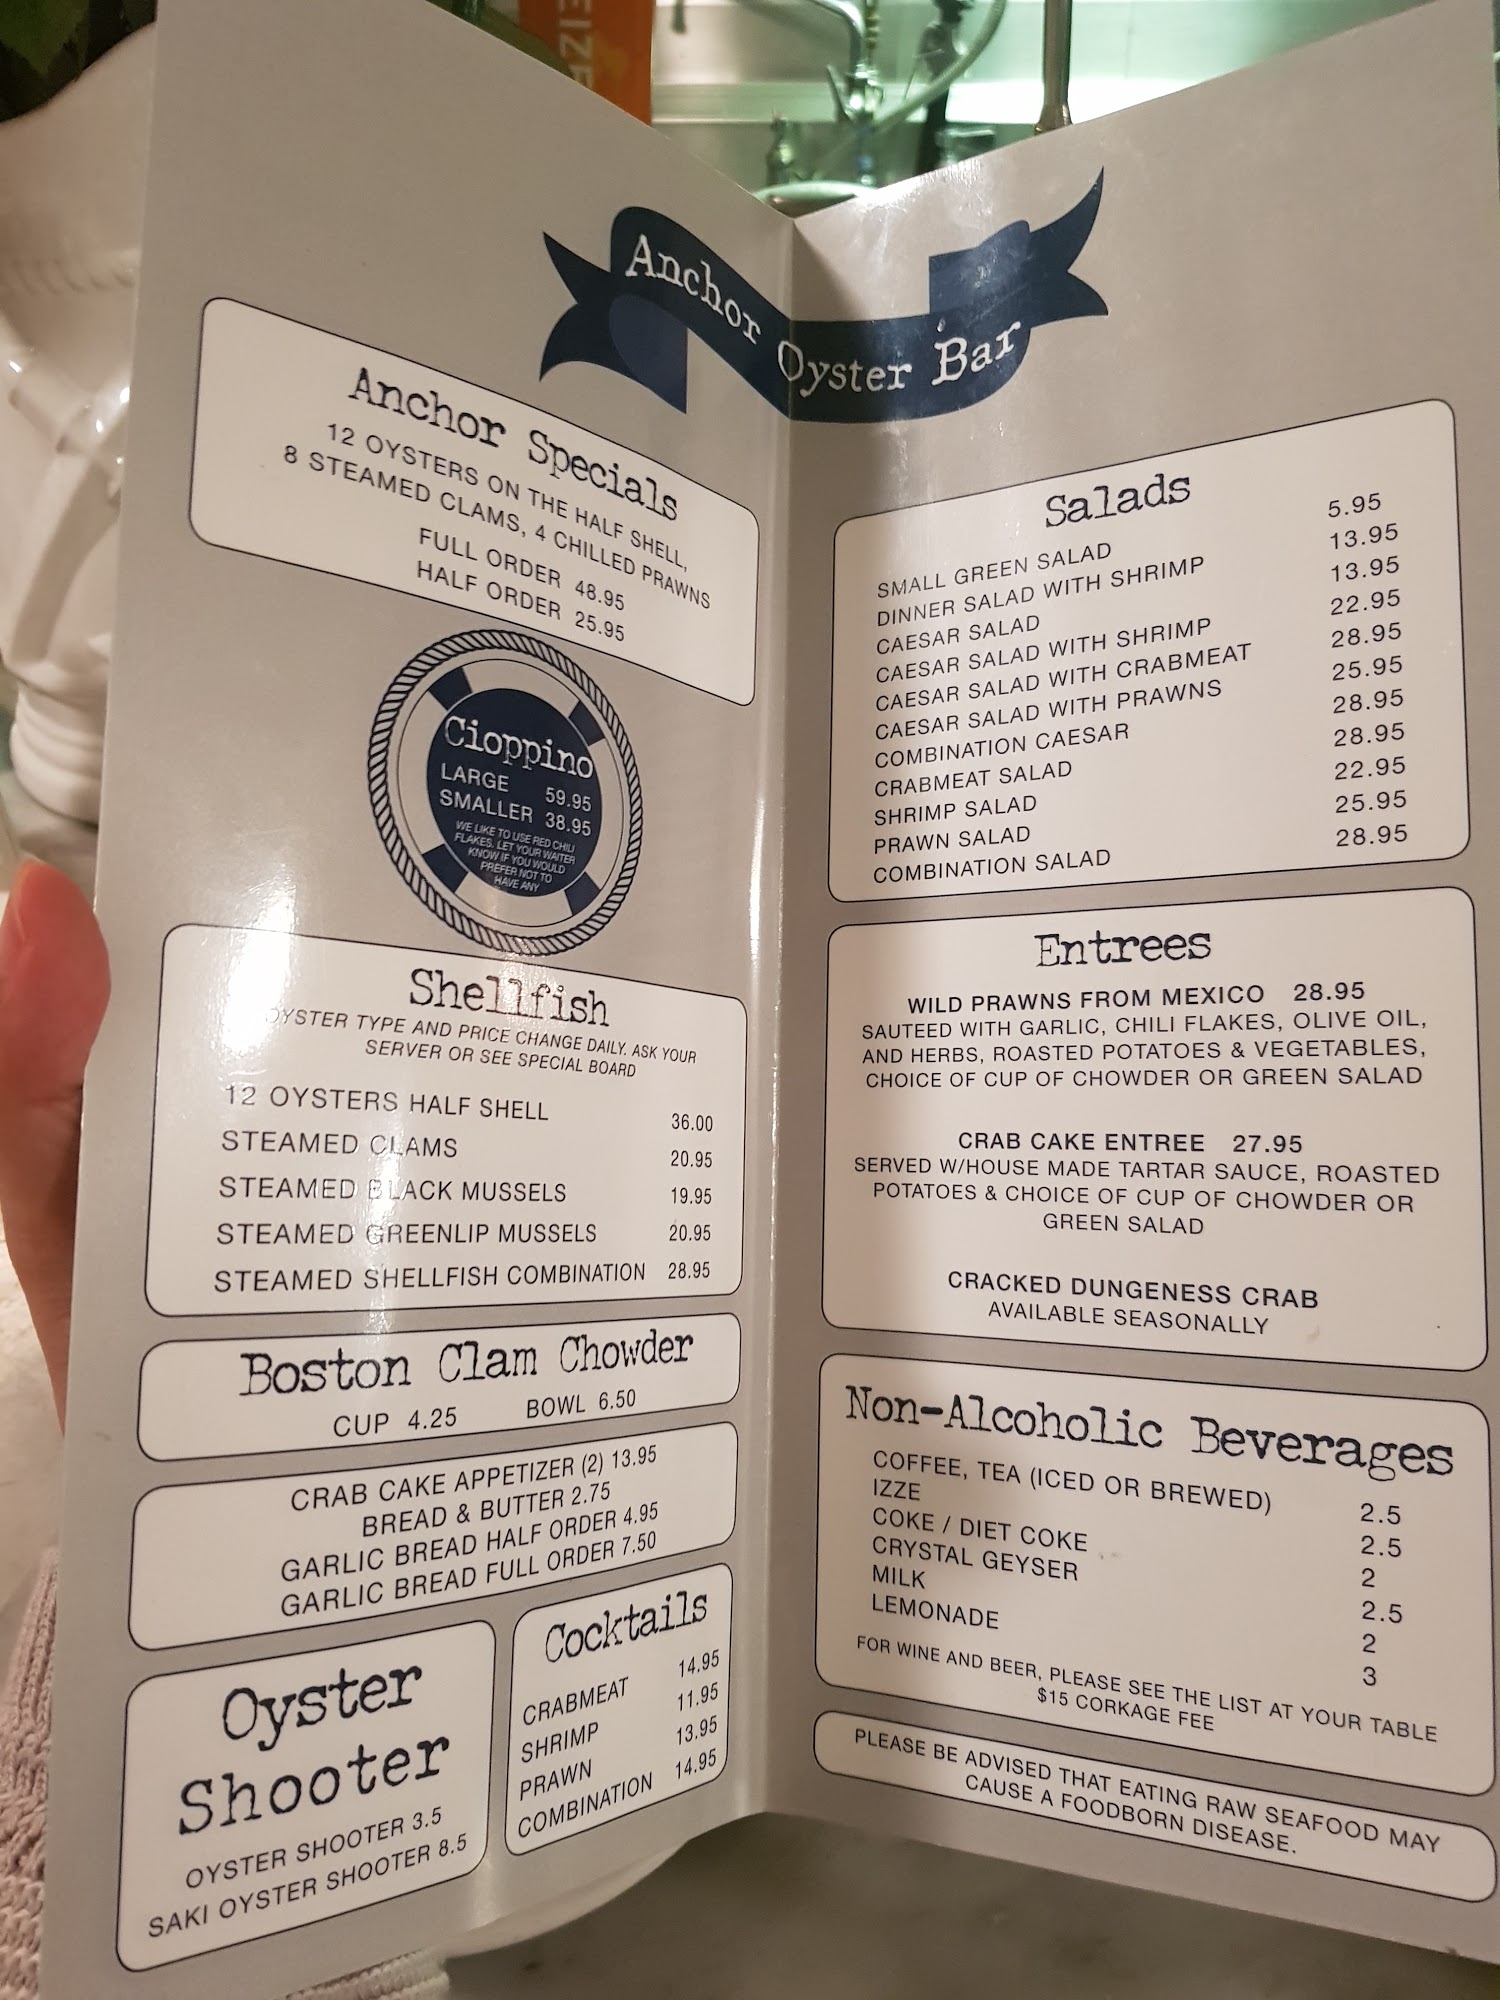 EIZE
Anchor Oyster Bar
Anchor Specials
12 OYSTERS ON THE HALF SHELL,
8 STEAMED CLAMS, 4 CHILLED PRAWNS
FULL ORDER 48.95
HALF ORDER 25.95
Cioppino
LARGE 59.95
SMALLER 38.95
WE LIKE TO USE RED CHILI
FLAKES. LET YOUR WAITER
KNOW IF YOU WOULD
PREFER NOT TO
HAVE ANY
Shellfish
OYSTER TYPE AND PRICE CHANGE DAILY. ASK YOUR
SERVER OR SEE SPECIAL BOARD
12 OYSTERS HALF SHELL 36.00
STEAMED CLAMS 20.95
STEAMED BLACK MUSSELS 19.95
STEAMED GREENLIP MUSSELS 20.95
STEAMED SHELLFISH COMBINATION 28.95
Boston Clam Chowder
CUP 4.25 BOWL 6.50
CRAB CAKE APPETIZER (2) 13.95
BREAD & BUTTER 2.75
GARLIC BREAD HALF ORDER 4.95
GARLIC BREAD FULL ORDER 7.50
Oyster
Shooter
OYSTER SHOOTER 3.5
SAKI OYSTER SHOOTER 8.5
Cocktails
CRABMEAT 14.95
SHRIMP 11.95
PRAWN 13.95
COMBINATION 14.95
Salads
SMALL GREEN SALAD 5.95
DINNER SALAD WITH SHRIMP 13.95
CAESAR SALAD 13.95
CAESAR SALAD WITH SHRIMP 22.95
CAESAR SALAD WITH CRABMEAT 28.95
CAESAR SALAD WITH PRAWNS 25.95
COMBINATION CAESAR 28.95
CRABMEAT SALAD 28.95
SHRIMP SALAD 22.95
PRAWN SALAD 25.95
COMBINATION SALAD 28.95
Entrees
WILD PRAWNS FROM MEXICO 28.95
SAUTEED WITH GARLIC, CHILI FLAKES, OLIVE OIL,
AND HERBS, ROASTED POTATOES & VEGETABLES,
CHOICE OF CUP OF CHOWDER OR GREEN SALAD
CRAB CAKE ENTREE 27.95
SERVED W/HOUSE MADE TARTAR SAUCE, ROASTED
POTATOES & CHOICE OF CUP OF CHOWDER OR
GREEN SALAD
CRACKED DUNGENESS CRAB
AVAILABLE SEASONALLY
Non-Alcoholic Beverages
COFFEE, TEA (ICED OR BREWED) 2.5
IZZE 2.5
COKE / DIET COKE 2
CRYSTAL GEYSER 2.5
MILK 2
LEMONADE 3
FOR WINE AND BEER, PLEASE SEE THE LIST AT YOUR TABLE
$15 CORKAGE FEE
PLEASE BE ADVISED THAT EATING RAW SEAFOOD MAY
CAUSE A FOODBORN DISEASE.